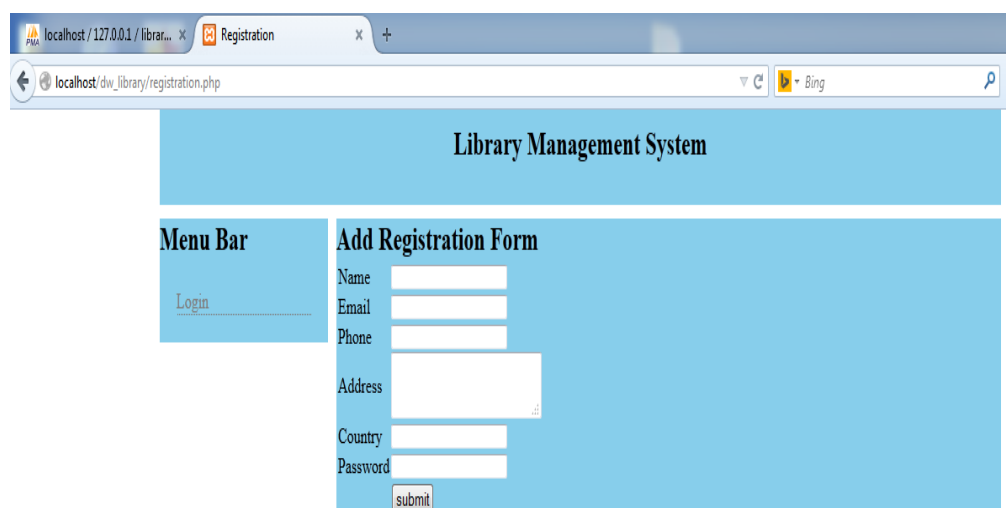 localhost / 127.0.0.1 / librar...
Registration
localhost/dw_library/registration.php
Bing
Library Management System
Menu Bar
Login
Add Registration Form
Name
Email
Phone
Address
Country
Password
submit